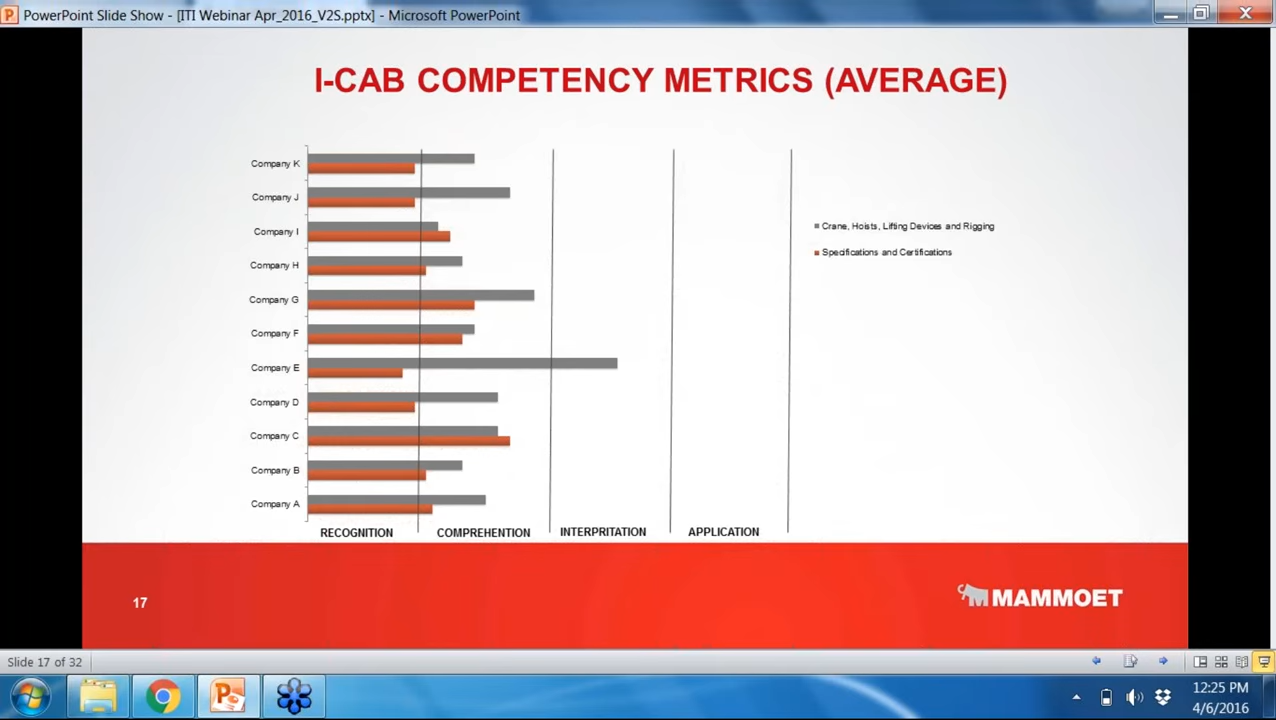 PowerPoint Slide Show - [ITI Webinar Apr_2016_V2S.pptx] - Microsoft PowerPoint
I-CAB COMPETENCY METRICS (AVERAGE)
Company K
Company J
Company I
Company H
Company G
Company F
Company E
Company D
Company C
Company B
Company A
Crane, Hoists, Lifting Devices and Rigging
Specifications and Certifications
RECOGNITION COMPREHENTION INTERPRITATION APPLICATION
17
MAMMOET
Slide 17 of 32
12:25 PM
4/6/2016